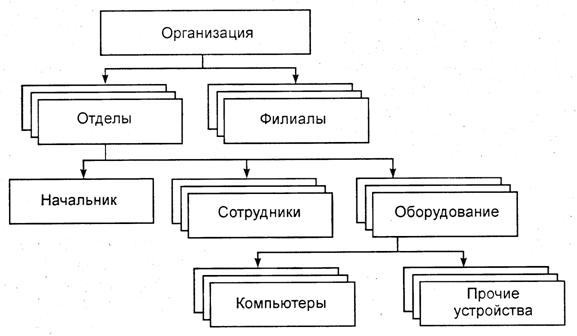 Организация
Отделы
Филиалы
Начальник
Сотрудники
Оборудование
Компьютеры
Прочие
устройства